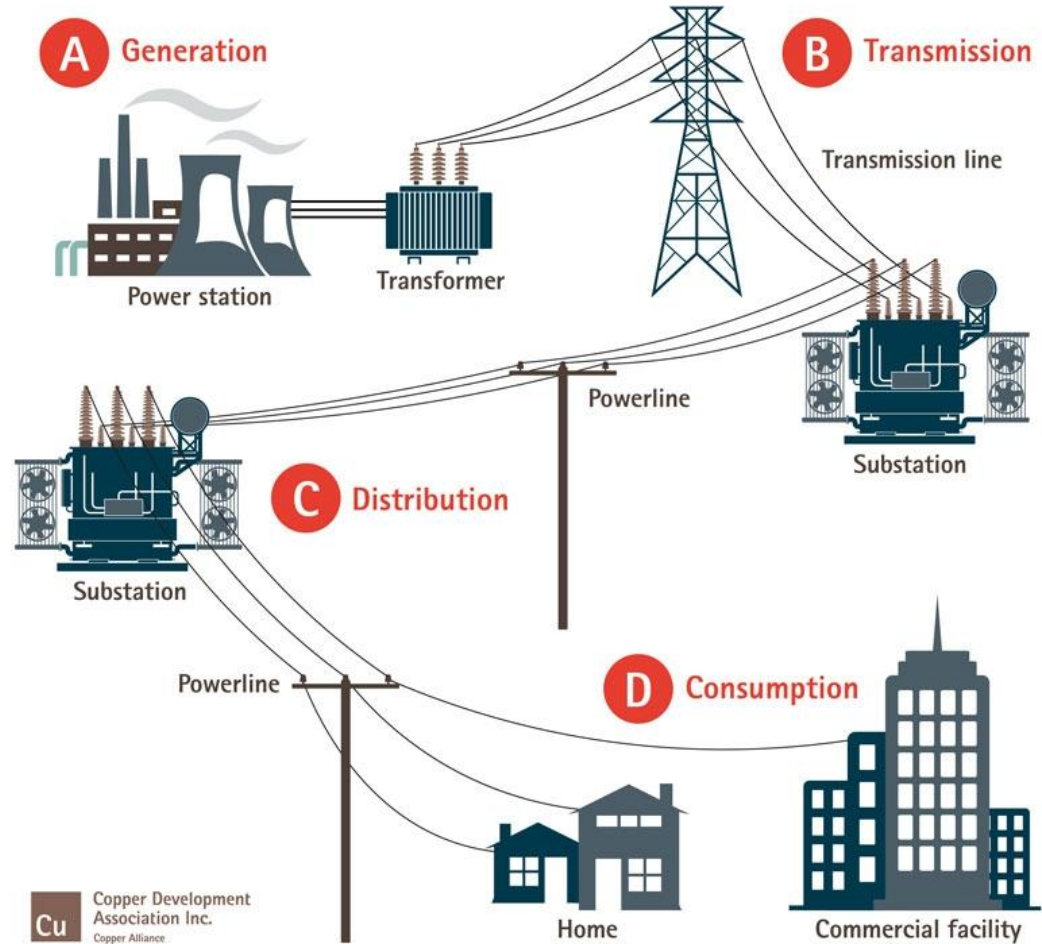 A Generation
B Transmission
Transmission line
Power station
Transformer
Powerline
Substation
C Distribution
Substation
Powerline
D Consumption
Home
Commercial facility
Cu
Copper Development
Association Inc.
Copper Alliance